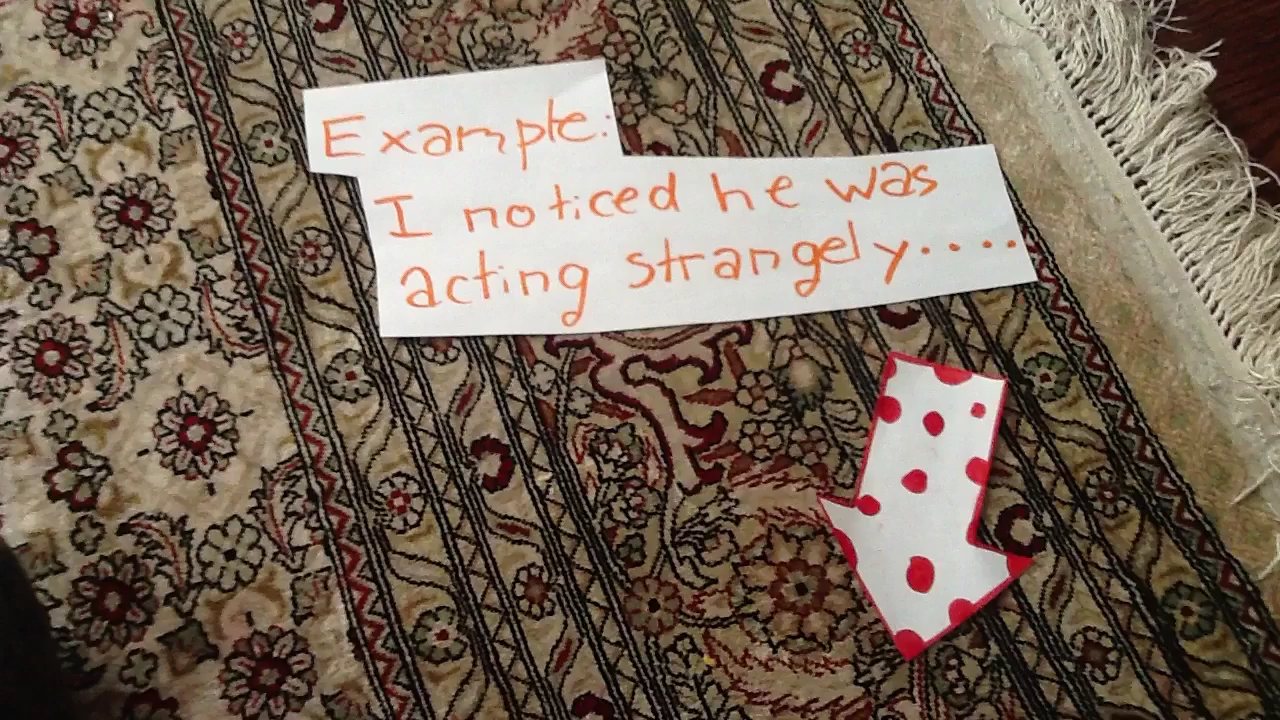 Example:
I noticed he was
acting strangely.....